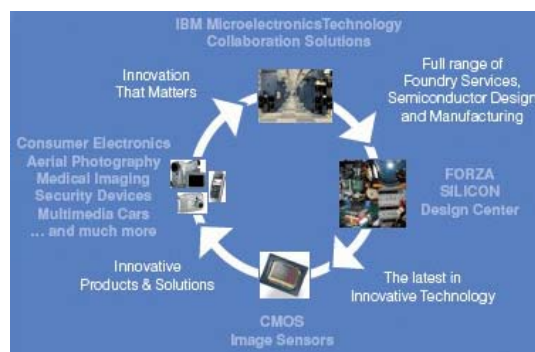 IBM MicroelectronicsTechnology
Collaboration Solutions
Innovation
That Matters
Full range of
Foundry Services,
Semiconductor Design
and Manufacturing
Consumer Electronics
Aerial Photography
Medical Imaging
Security Devices
Multimedia Cars
... and much more
FORZA
SILICON
Design Center
Innovative
Products & Solutions
The latest in
Innovative Technology
CMOS
Image Sensors